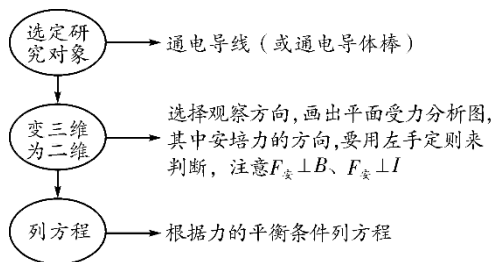 选定研
究对象
通电导线（或通电导体棒）
变三维
为二维
选择观察方向,画出平面受力分析图,
其中安培力的方向,要用左手定则来
判断，注意F安⊥B、F安⊥I
列方程
根据力的平衡条件列方程